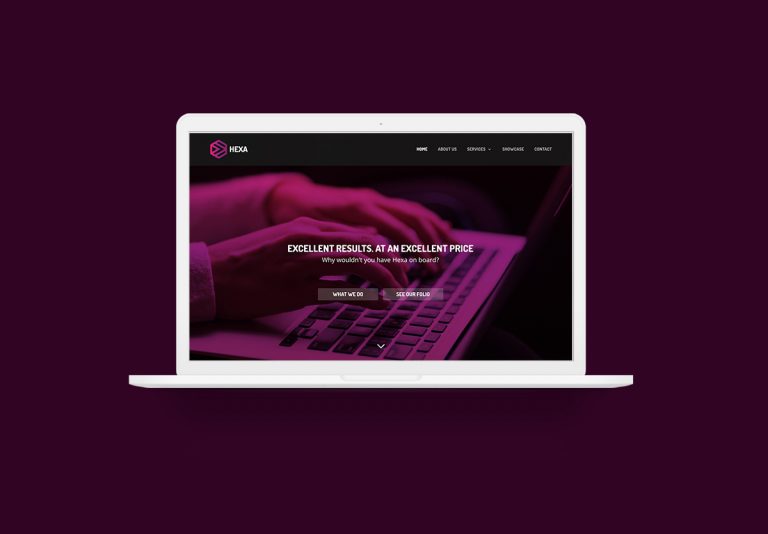 HEXA
HOME ABOUT US SERVICES SHOWCASE CONTACT
EXCELLENT RESULTS. AT AN EXCELLENT PRICE
Why wouldn't you have Hexa on board?
WHAT WE DO SEE OUR FOLIO